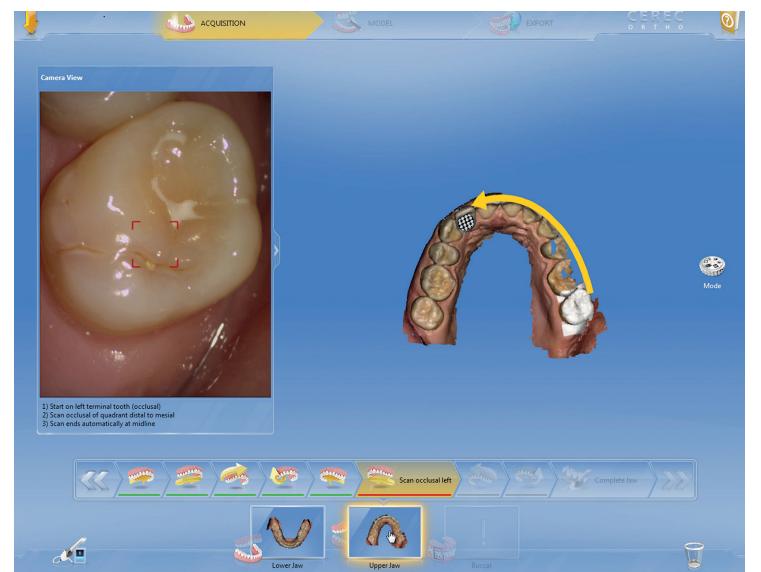 ACQUISITION
MODEL
EXPORT
CEREC
ORTHO
Camera View
1) Start on left terminal tooth (occlusal)
2) Scan occlusal of quadrant distal to mesial
3) Scan ends automatically at midline
Mode
Scan occlusal left
Complete Jaw
Lower Jaw
Upper Jaw
Buccal